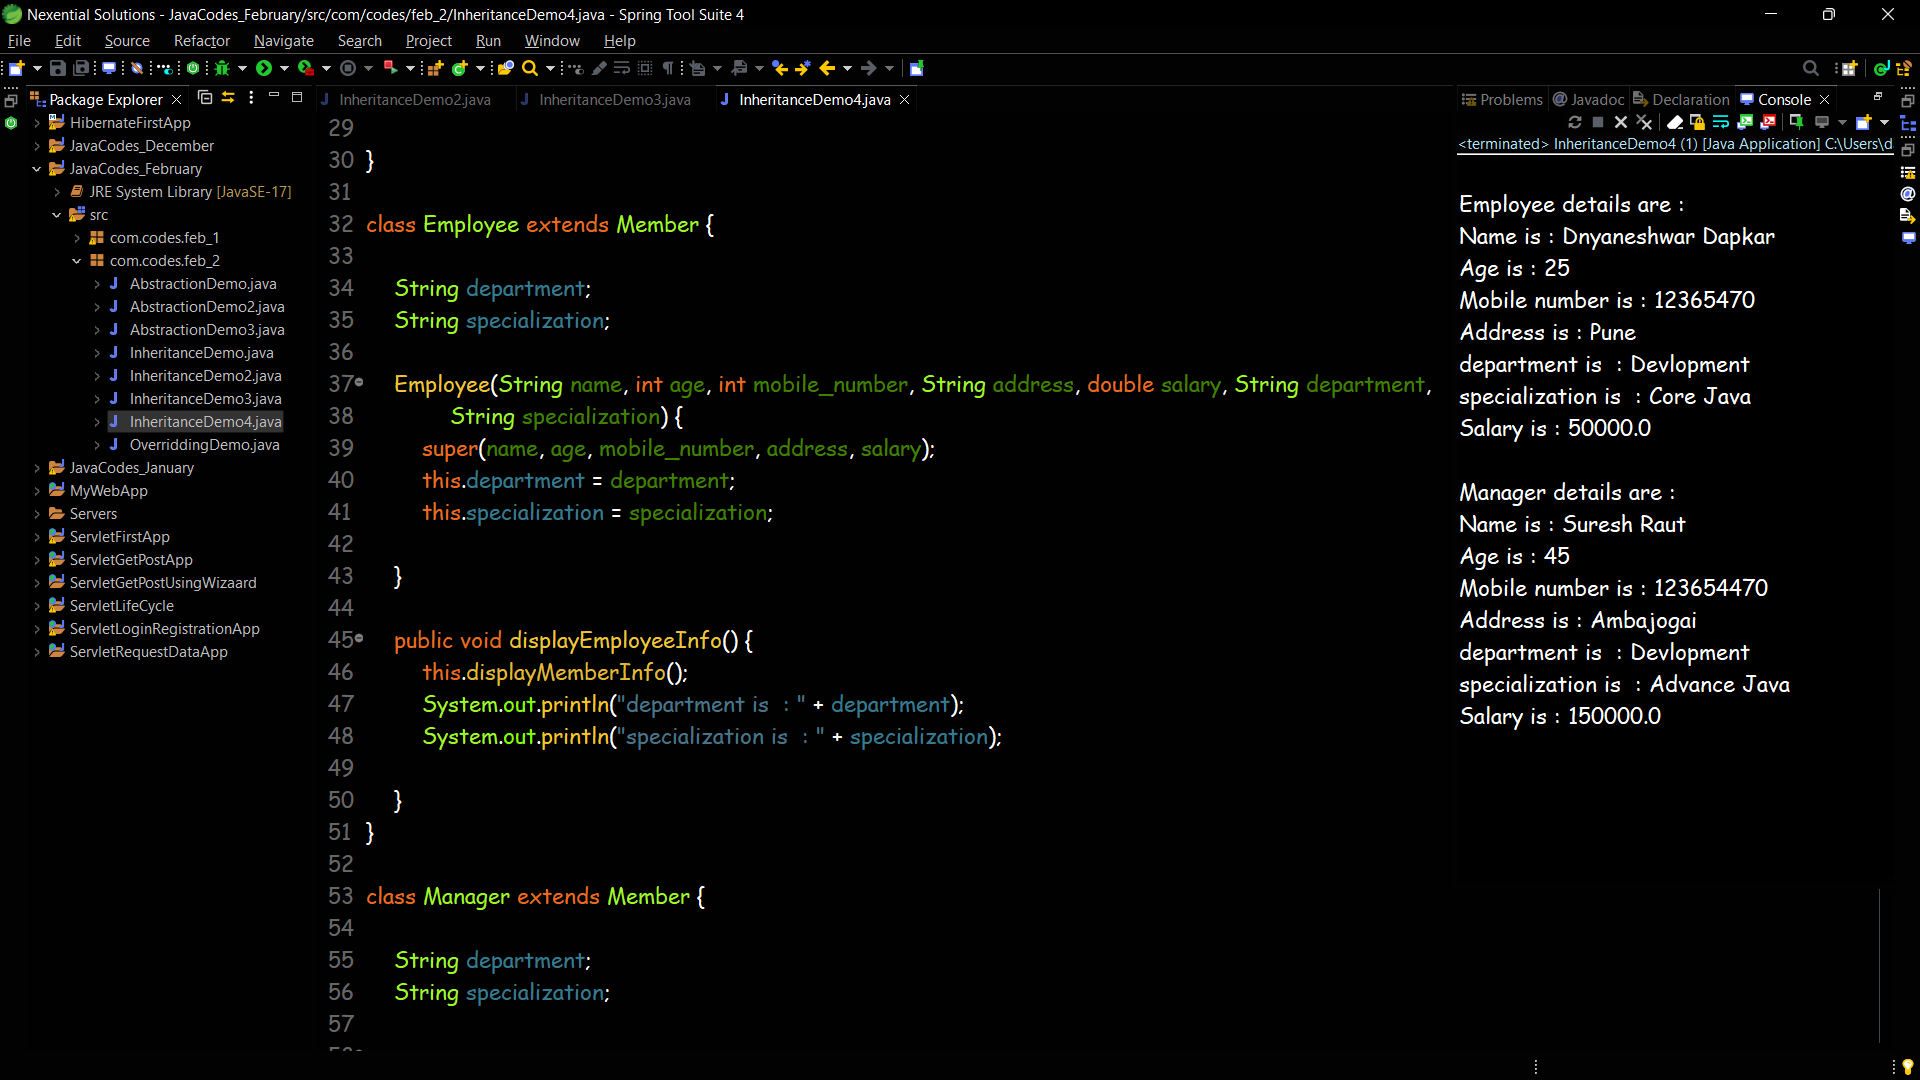 Nexential Solutions - JavaCodes_February/src/com/codes/feb_2/InheritanceDemo4.java - Spring Tool Suite 4
File Edit Source Refactor Navigate Search Project Run Window Help
Package Explorer
HibernateFirstApp
JavaCodes_December
JavaCodes_February
JRE System Library [JavaSE-17]
src
com.codes.feb_1
com.codes.feb_2
AbstractionDemo.java
AbstractionDemo2.java
AbstractionDemo3.java
InheritanceDemo.java
InheritanceDemo2.java
InheritanceDemo3.java
InheritanceDemo4.java
OverriddingDemo.java
JavaCodes_January
MyWebApp
Servers
ServletFirstApp
ServletGetPostApp
ServletGetPostUsingWizaard
ServletLifeCycle
ServletLoginRegistrationApp
ServletRequestDataApp
InheritanceDemo2.java InheritanceDemo3.java InheritanceDemo4.java
29
30 }
31
32 class Employee extends Member {
33
34 String department;
35 String specialization;
36
37 Employee(String name, int age, int mobile_number, String address, double salary, String department,
38 String specialization) {
39 super(name, age, mobile_number, address, salary);
40 this.department = department;
41 this.specialization = specialization;
42
43 }
44
45 public void displayEmployeeInfo() {
46 this.displayMemberInfo();
47 System.out.println("department is  : " + department);
48 System.out.println("specialization is  : " + specialization);
49
50 }
51 }
52
53 class Manager extends Member {
54
55 String department;
56 String specialization;
57
Problems @ Javadoc Declaration Console
<terminated> InheritanceDemo4 (1) [Java Application] C:\Users\d
Employee details are :
Name is : Dnyaneshwar Dapkar
Age is : 25
Mobile number is : 12365470
Address is : Pune
department is  : Devlopment
specialization is  : Core Java
Salary is : 50000.0
Manager details are :
Name is : Suresh Raut
Age is : 45
Mobile number is : 123654470
Address is : Ambajogai
department is  : Devlopment
specialization is  : Advance Java
Salary is : 150000.0